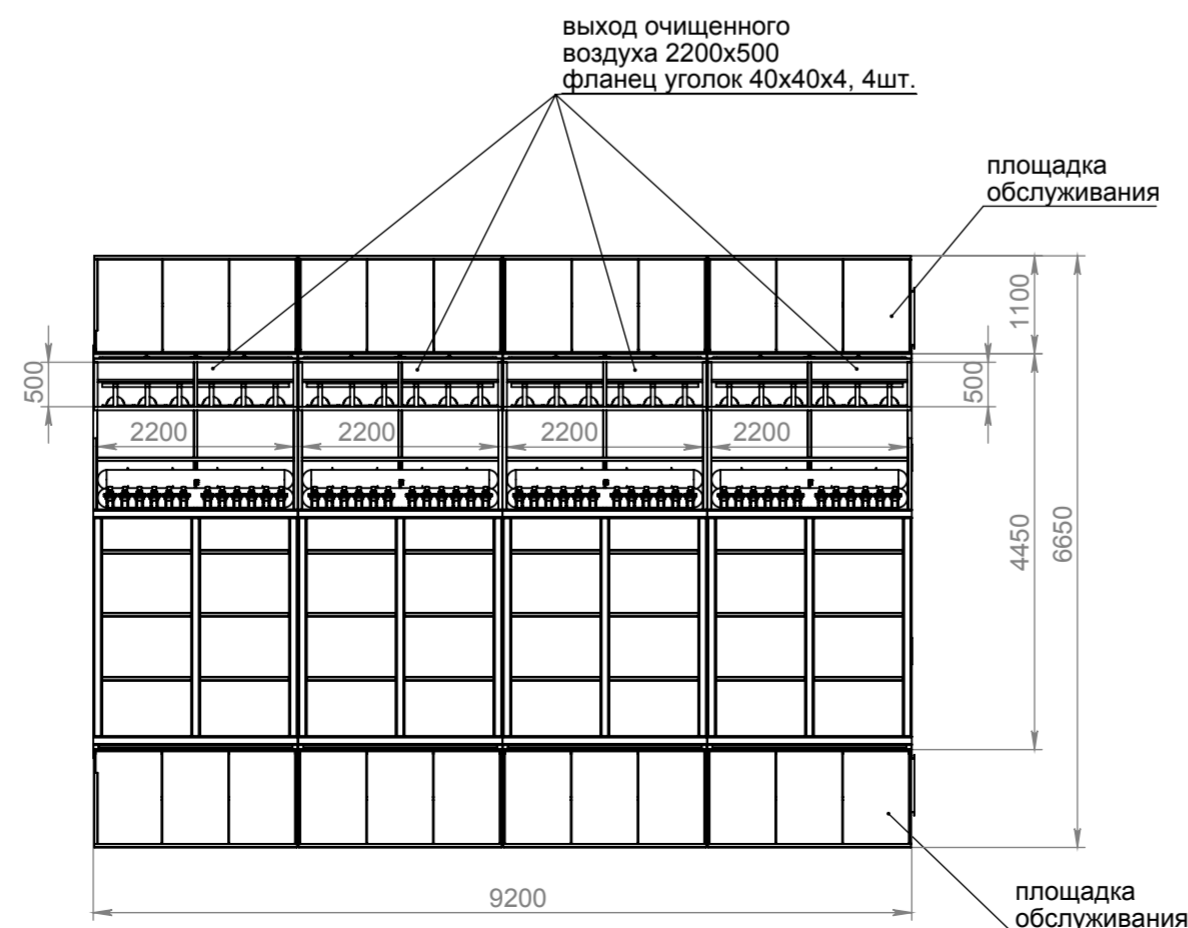 выход очищенного
воздуха 2200х500
фланец уголок 40х40х4, 4шт.
площадка
обслуживания
1100
500
500
2200
2200
2200
2200
4450
6650
9200
площадка
обслуживания